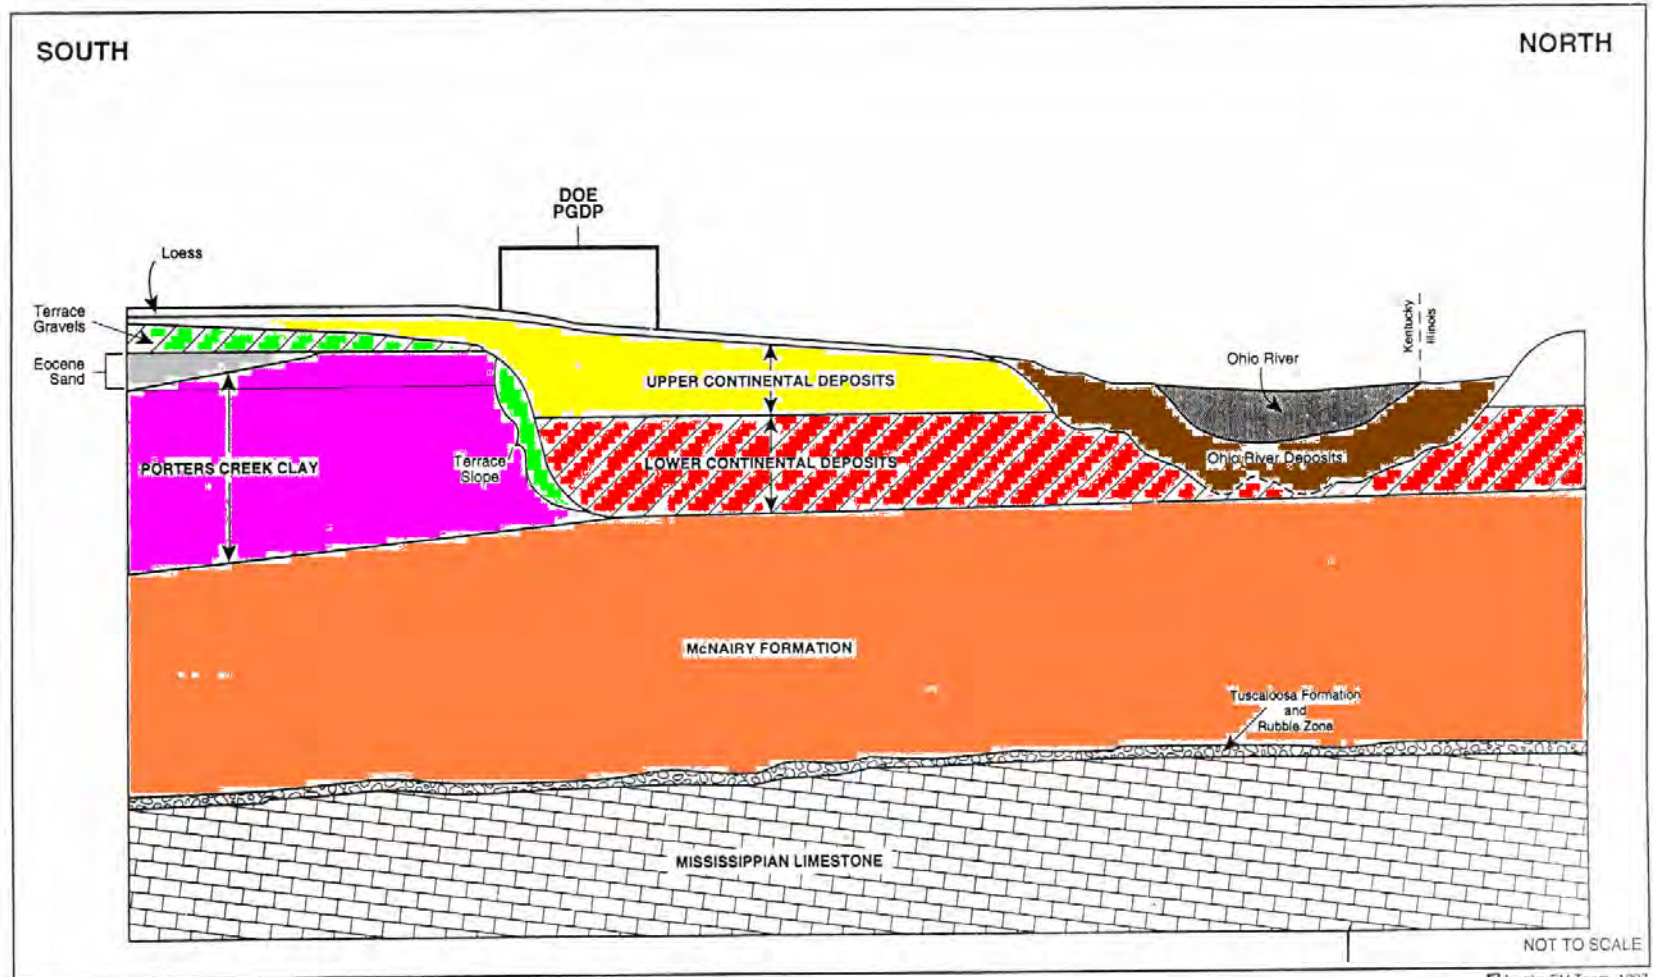 SOUTH
NORTH
DOE
PGDP
Loess
Terrace
Gravels
Eocene
Sand
Kentucky
Illinois
Ohio River
UPPER CONTINENTAL DEPOSITS
PORTERS CREEK CLAY
Terrace
Slope
LOWER CONTINENTAL DEPOSITS
Ohio River Deposits
McNAIRY FORMATION
Tuscaloosa Formation
and
Rubble Zone
MISSISSIPPIAN LIMESTONE
NOT TO SCALE